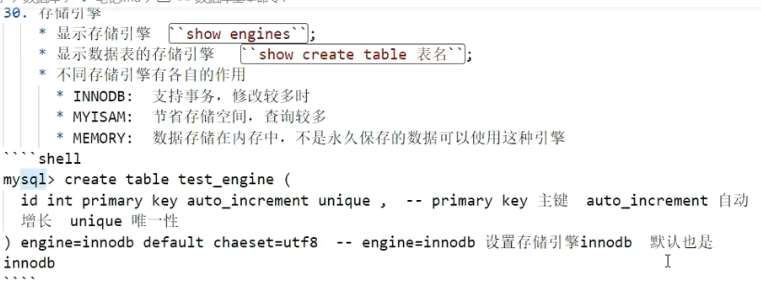 30. 存储引擎
* 显示存储引擎 ``show engines``;
* 显示数据表的存储引擎 ``show create table 表名``;
* 不同存储引擎有各自的作用
* INNODB: 支持事务，修改较多时
* MYISAM: 节省存储空间，查询较多
* MEMORY: 数据存储在内存中，不是永久保存的数据可以使用这种引擎
````shell
mysql> create table test_engine (
id int primary key auto_increment unique , -- primary key 主键 auto_increment 自动
增长 unique 唯一性
) engine=innodb default chaeset=utf8 -- engine=innodb 设置存储引擎innodb 默认也是
innodb
````